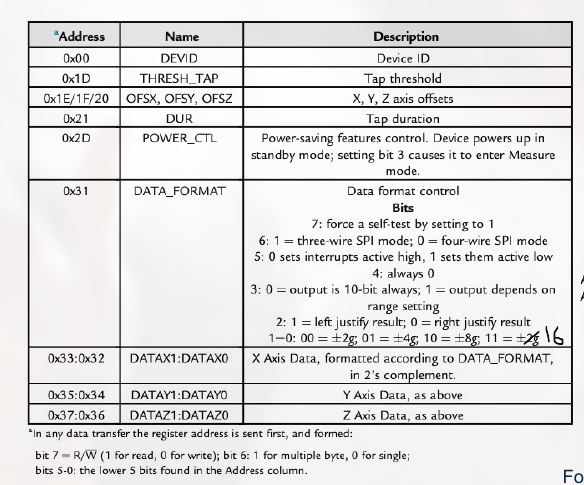 ᵃAddress Name Description
0x00 DEVID Device ID
0x1D THRESH_TAP Tap threshold
0x1E/1F/20 OFSX, OFSY, OFSZ X, Y, Z axis offsets
0x21 DUR Tap duration
0x2D POWER_CTL Power-saving features control. Device powers up in
standby mode; setting bit 3 causes it to enter Measure
mode.
0x31 DATA_FORMAT Data format control
Bits
7: force a self-test by setting to 1
6: 1 = three-wire SPI mode; 0 = four-wire SPI mode
5: 0 sets interrupts active high, 1 sets them active low
4: always 0
3: 0 = output is 10-bit always; 1 = output depends on
range setting
2: 1 = left justify result; 0 = right justify result
1–0: 00 = ±2g; 01 = ±4g; 10 = ±8g; 11 = ±2g 16
0x33:0x32 DATAX1:DATAX0 X Axis Data, formatted according to DATA_FORMAT,
in 2's complement.
0x35:0x34 DATAY1:DATAY0 Y Axis Data, as above
0x37:0x36 DATAZ1:DATAZ0 Z Axis Data, as above
ᵃIn any data transfer the register address is sent first, and formed:
bit 7 = R/W̅ (1 for read, 0 for write); bit 6: 1 for multiple byte, 0 for single;
bits 5-0: the lower 5 bits found in the Address column.
Fo